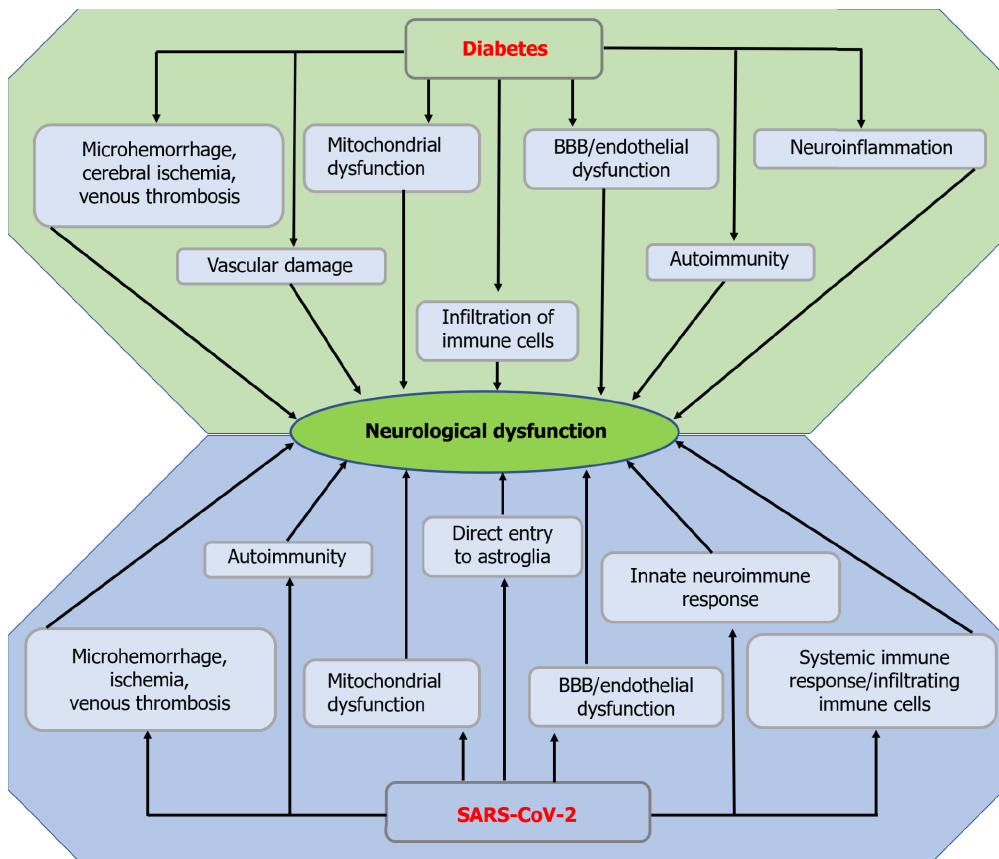 Diabetes
Microhemorrhage,
cerebral ischemia,
venous thrombosis
Mitochondrial
dysfunction
BBB/endothelial
dysfunction
Neuroinflammation
Vascular damage
Autoimmunity
Infiltration of
immune cells
Neurological dysfunction
Autoimmunity
Direct entry
to astroglia
Innate neuroimmune
response
Microhemorrhage,
ischemia,
venous thrombosis
Mitochondrial
dysfunction
BBB/endothelial
dysfunction
Systemic immune
response/infiltrating
immune cells
SARS-CoV-2